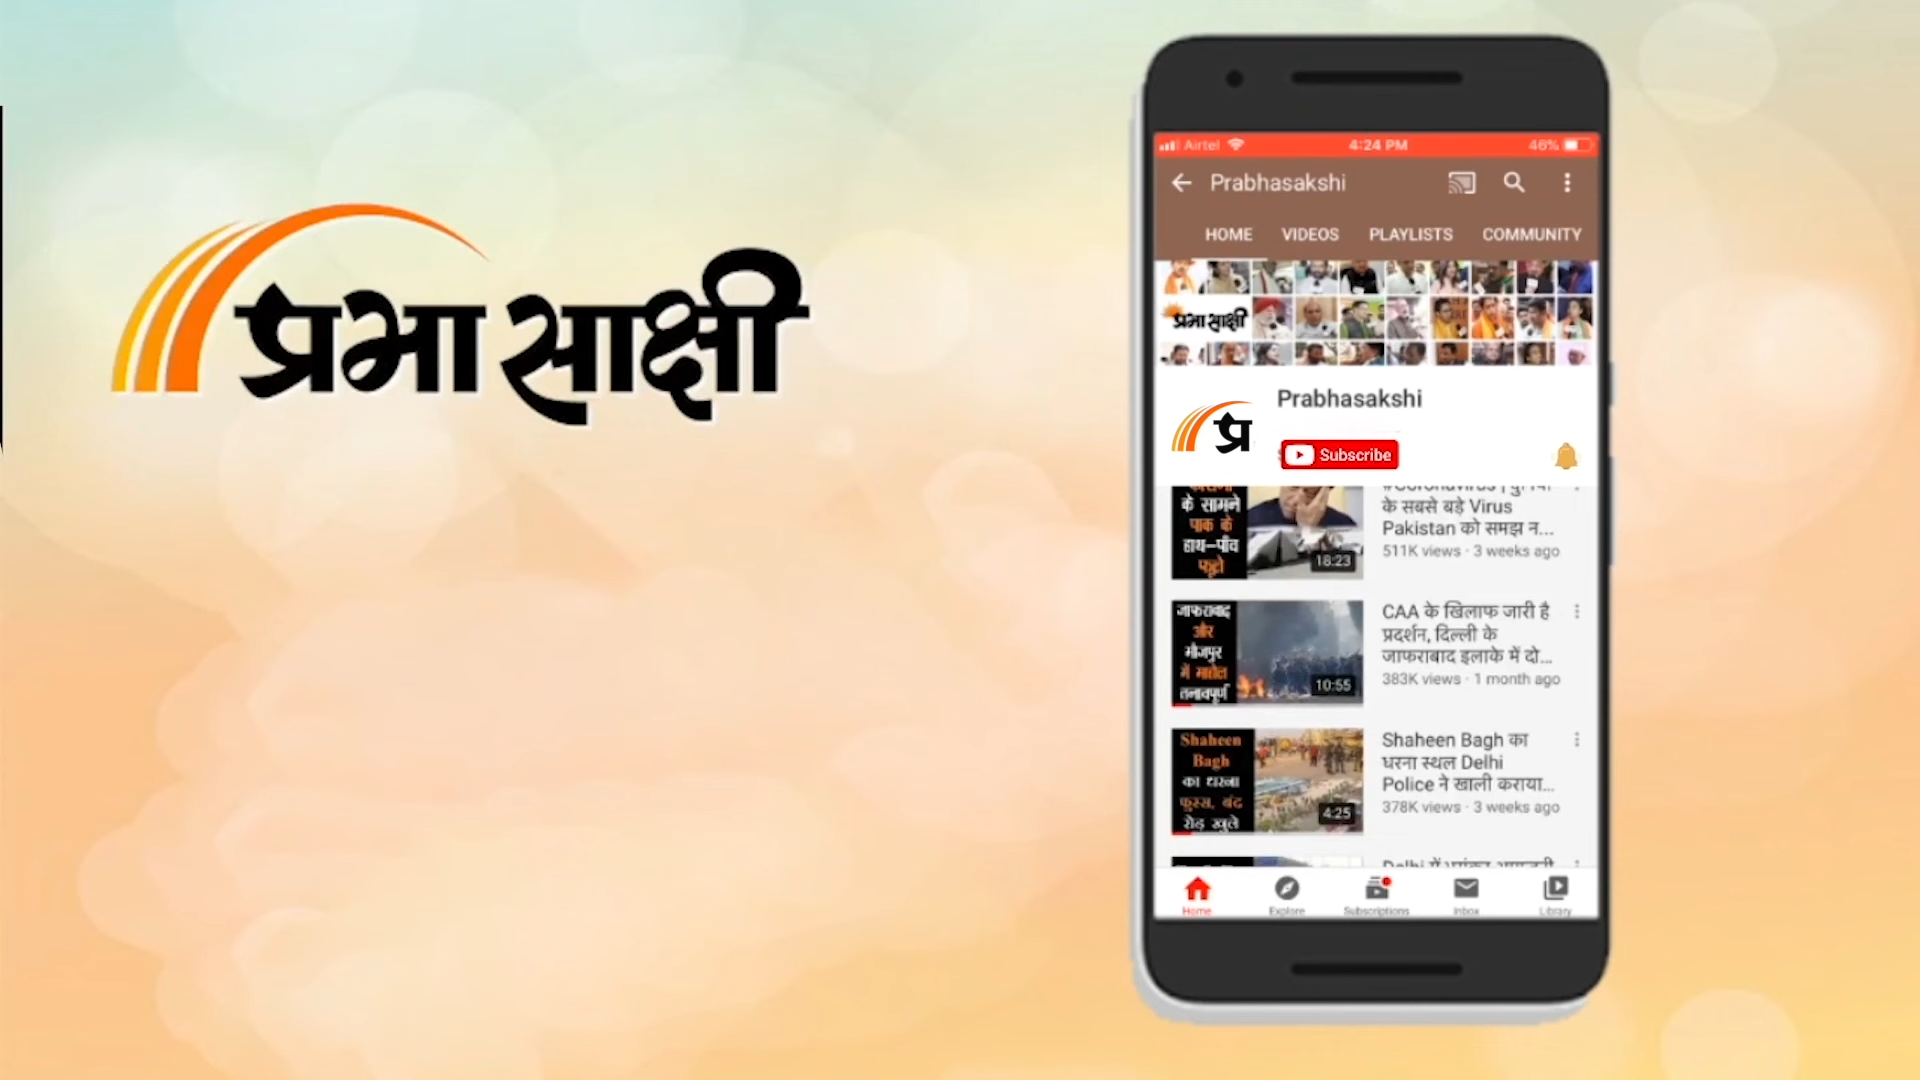 प्रभासाक्षी
Airtel 4:24 PM 46%
Prabhasakshi
HOME VIDEOS PLAYLISTS COMMUNITY
प्रभासाक्षी
Prabhasakshi
प्र
Subscribe
के सामने
पाक के
हाथ-पाँव
फूले
18:23
के सबसे बड़े Virus
Pakistan को समझ न...
511K views · 3 weeks ago
जाफराबाद
और
मौजपुर
में माहौल
तनावपूर्ण
10:55
CAA के खिलाफ जारी है
प्रदर्शन, दिल्ली के
जाफराबाद इलाके में दो...
383K views · 1 month ago
Shaheen
Bagh
का धरना
फुस्स, बंद
रोड खुले
4:25
Shaheen Bagh का
धरना स्थल Delhi
Police ने खाली कराया...
378K views · 3 weeks ago
Home Explore Subscriptions Inbox Library